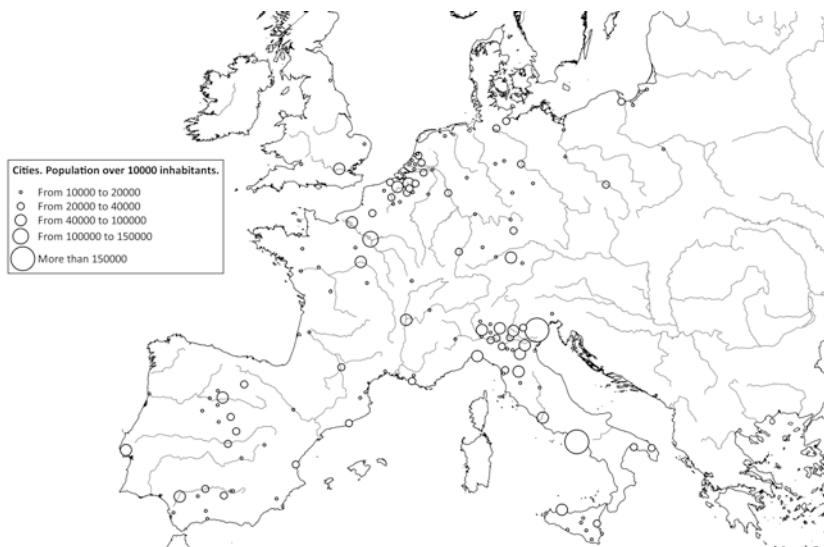 Cities. Population over 10000 inhabitants.
From 10000 to 20000
From 20000 to 40000
From 40000 to 100000
From 100000 to 150000
More than 150000